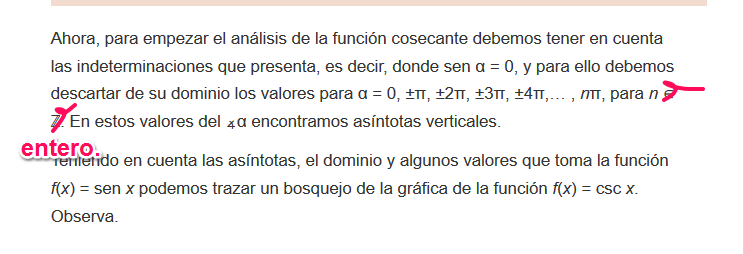 Ahora, para empezar el análisis de la función cosecante debemos tener en cuenta
las indeterminaciones que presenta, es decir, donde sen α = 0, y para ello debemos
descartar de su dominio los valores para α = 0, ±π, ±2π, ±3π, ±4π,… , nπ, para n ∈
ℤ. En estos valores del ∡α encontramos asíntotas verticales.
entero.
Teniendo en cuenta las asíntotas, el dominio y algunos valores que toma la función
f(x) = sen x podemos trazar un bosquejo de la gráfica de la función f(x) = csc x.
Observa.